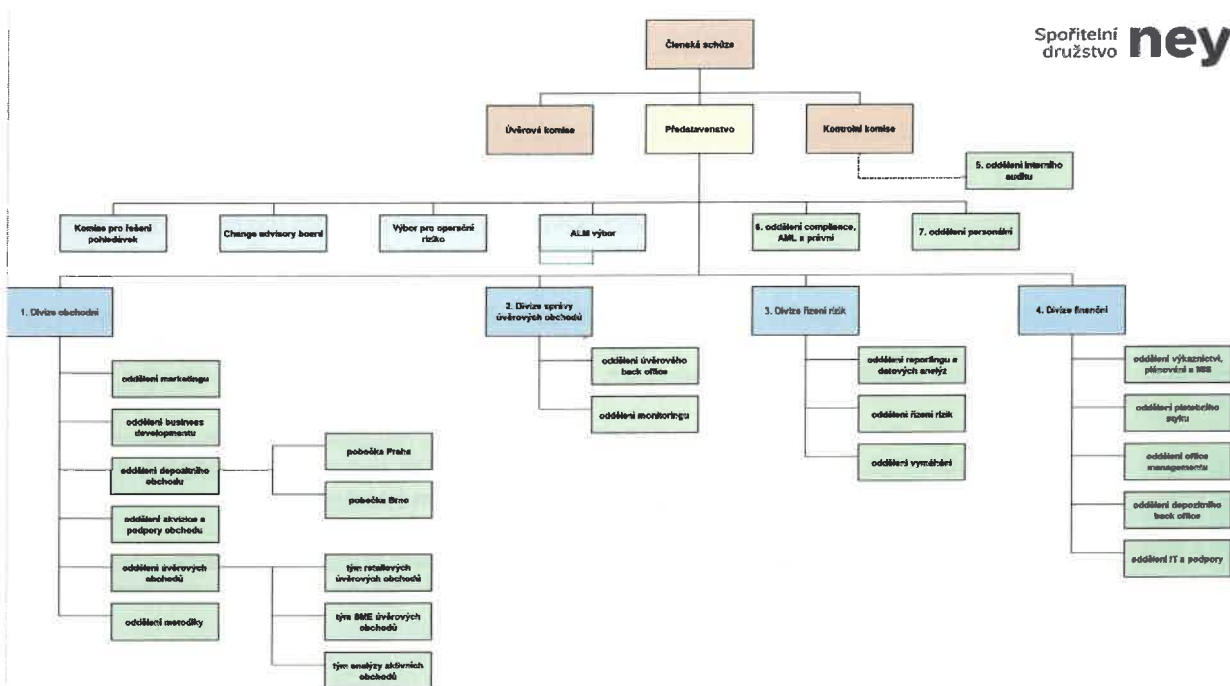 Spořitelní
družstvo
ney
Členská schůze
Úvěrová komise
Představenstvo
Kontrolní komise
5. oddělení interního
auditu
Komise pro řešení
pohledávek
Change advisory board
Výbor pro operační
riziko
ALM výbor
6. oddělení compliance,
AML a právní
7. oddělení personální
1. Divize obchodní
2. Divize správy
úvěrových obchodů
3. Divize řízení rizik
4. Divize finanční
oddělení marketingu
oddělení business
developmentu
oddělení depozitního
obchodu
oddělení akvizice a
podpory obchodu
oddělení úvěrových
obchodů
oddělení metodiky
pobočka Praha
pobočka Brno
tým retailových
úvěrových obchodů
tým SME úvěrových
obchodů
tým analýzy aktivních
obchodů
oddělení úvěrového
back office
oddělení monitoringu
oddělení reportingu a
datových analýz
oddělení řízení rizik
oddělení vymáhání
oddělení výkaznictví,
plánování a MIS
oddělení platebního
styku
oddělení office
managementu
oddělení depozitního
back office
oddělení IT a podpory